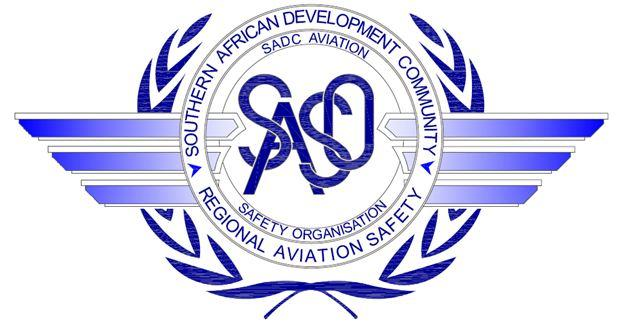 SOUTHERN AFRICAN DEVELOPMENT COMMUNITY
SADC AVIATION
SASO
SAFETY ORGANISATION
REGIONAL AVIATION SAFETY